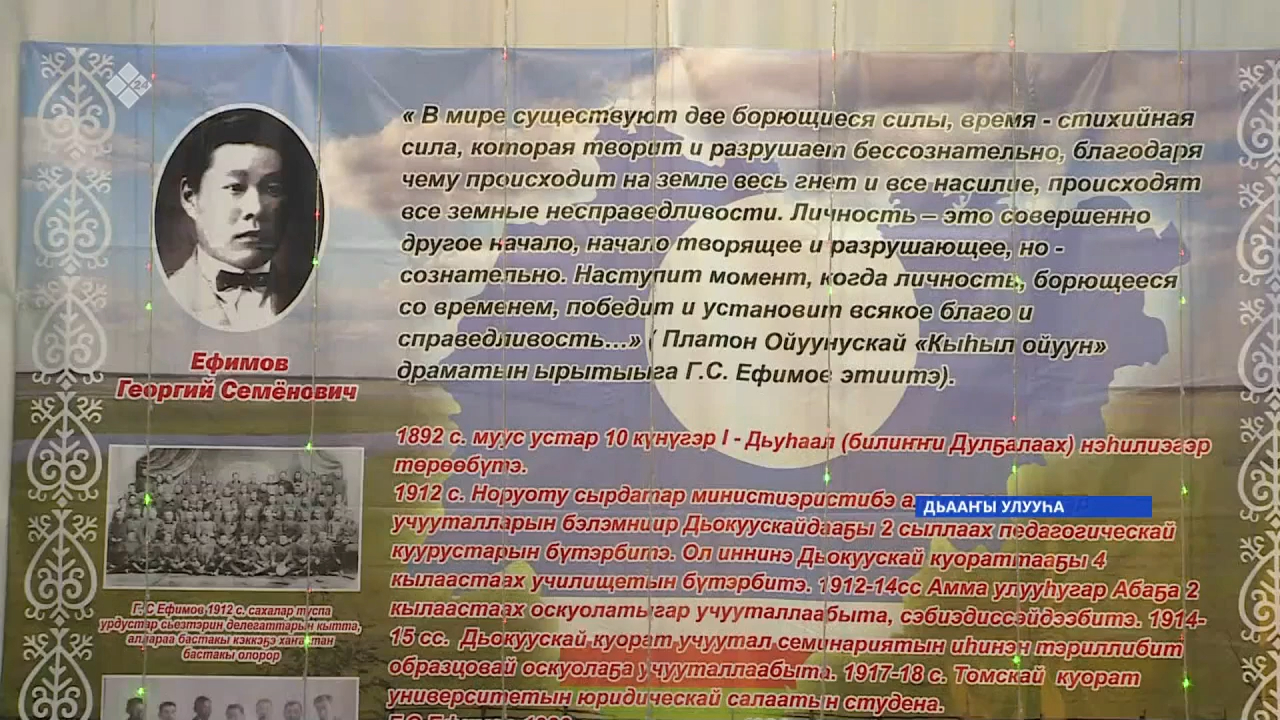 Х24
« В мире существуют две борющиеся силы, время - стихийная
сила, которая творит и разрушает бессознательно, благодаря
чему происходит на земле весь гнет и все насилие, происходят
все земные несправедливости. Личность – это совершенно
другое начало, начало творящее и разрушающее, но -
сознательно. Наступит момент, когда личность, борющееся
со временем, победит и установит всякое благо и
справедливость...» ( Платон Ойуунускай «Кыһыл ойуун»
драматын ырытыыга Г.С. Ефимов этиитэ).
Ефимов
Георгий Семёнович
1892 с. муус устар 10 күнүгэр I - Дьуһаал (билиҥҥи Дулҕалаах) нэһилиэгэр
төрөөбүтэ.
1912 с. Норуоту сырдатар министиэристибэ
учууталларын бэлэмниир Дьокуускайдааҕы 2 сыллаах педагогическай
куурустарын бүтэрбитэ. Ол иннинэ Дьокуускай куораттааҕы 4
кылаастаах училищетын бүтэрбитэ. 1912-14сс Амма улууһугар Абаҕа 2
кылаастаах оскуолатыгар учууталлаабыта, сэбиэдиссэйдээбитэ. 1914-
15 сс. Дьокуускай куорат учуутал семинариятын иһинэн тэриллибит
образцовай оскуолаҕа учууталлаабыта. 1917-18 с. Томскай куорат
университетын юридическай салаатын студена.
ДЬААҤЫ УЛУУҺА
Г. С Ефимов 1912 с. сахалар туспа
урдустар сьезтэрин делегаттарын кытта,
аллараа бастакы кэккэҕэ хаҥастан
бастакы олорор